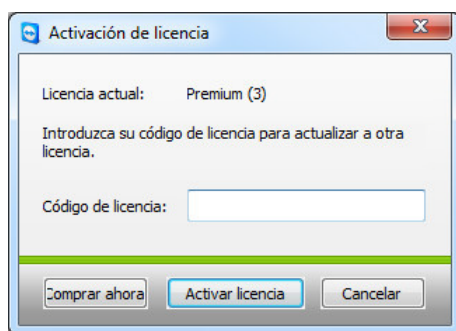 Activación de licencia
Licencia actual: Premium (3)
Introduzca su código de licencia para actualizar a otra
licencia.
Código de licencia:
Comprar ahora Activar licencia Cancelar